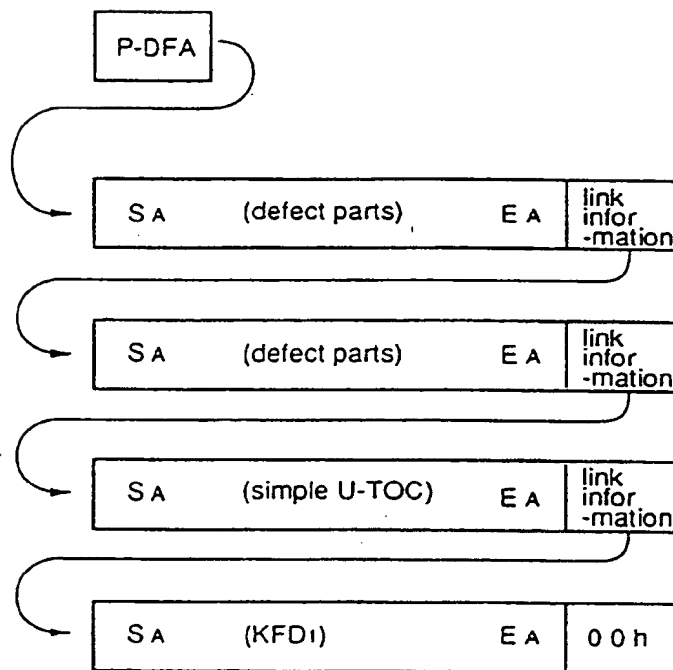 P-DFA
SA (defect parts) EA link
infor
-mation
SA (defect parts) EA link
infor
-mation
SA (simple U-TOC) EA link
infor
-mation
SA (KFD1) EA 00h